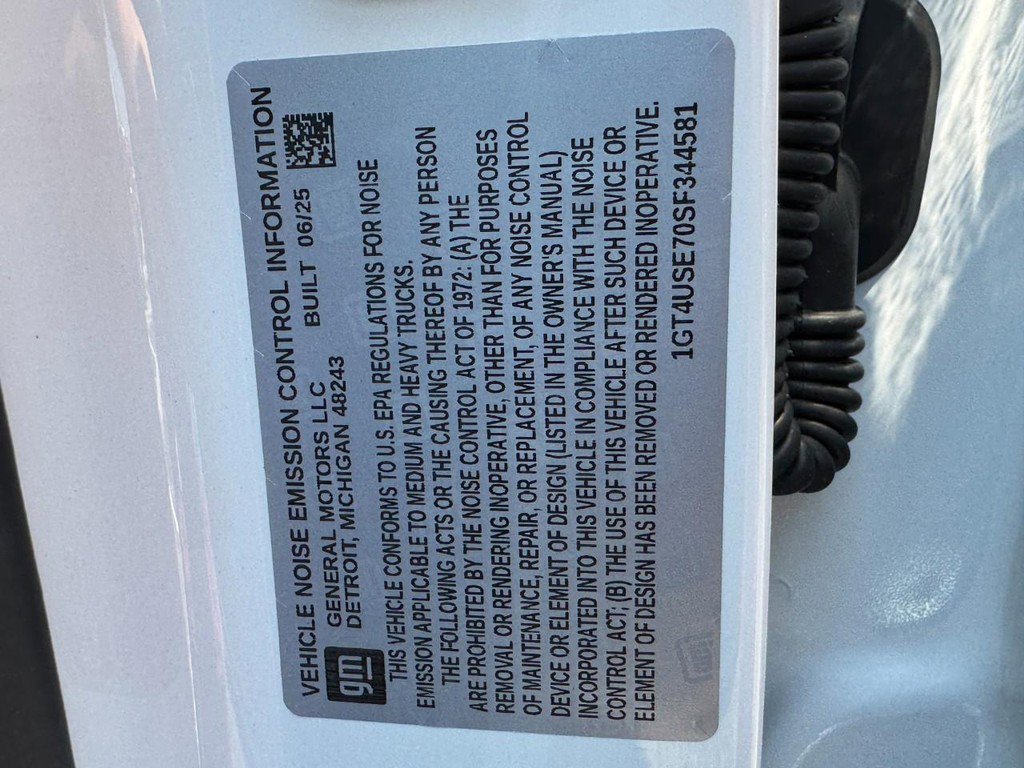 VEHICLE NOISE EMISSION CONTROL INFORMATION
gm
GENERAL MOTORS LLC BUILT 06/25
DETROIT, MICHIGAN 48243
THIS VEHICLE CONFORMS TO U.S. EPA REGULATIONS FOR NOISE
EMISSION APPLICABLE TO MEDIUM AND HEAVY TRUCKS.
THE FOLLOWING ACTS OR THE CAUSING THEREOF BY ANY PERSON
ARE PROHIBITED BY THE NOISE CONTROL ACT OF 1972: (A) THE
REMOVAL OR RENDERING INOPERATIVE, OTHER THAN FOR PURPOSES
OF MAINTENANCE, REPAIR, OR REPLACEMENT, OF ANY NOISE CONTROL
DEVICE OR ELEMENT OF DESIGN (LISTED IN THE OWNER'S MANUAL)
INCORPORATED INTO THIS VEHICLE IN COMPLIANCE WITH THE NOISE
CONTROL ACT; (B) THE USE OF THIS VEHICLE AFTER SUCH DEVICE OR
ELEMENT OF DESIGN HAS BEEN REMOVED OR RENDERED INOPERATIVE.
1GT4USE70SF344581